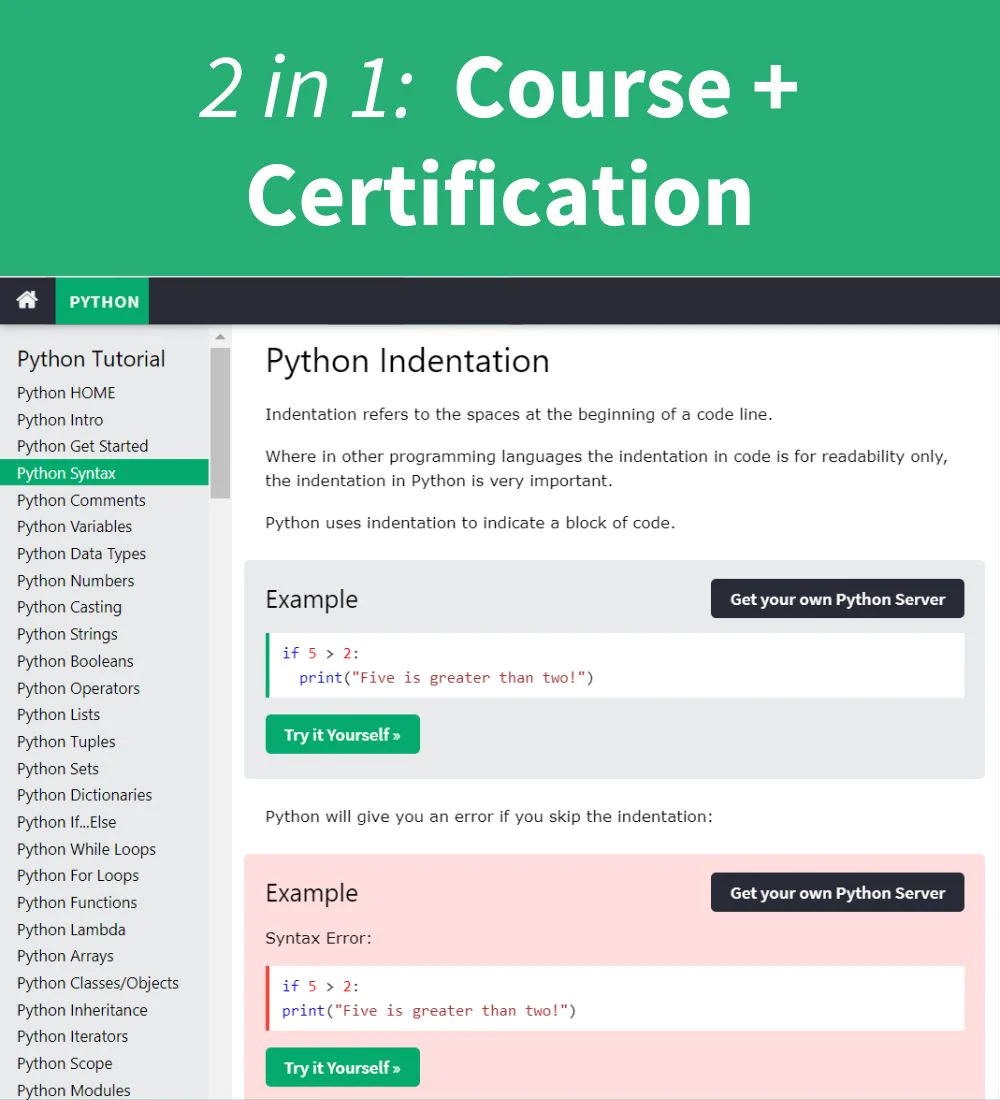 2 in 1: Course +
Certification
PYTHON
Python Tutorial
Python HOME
Python Intro
Python Get Started
Python Syntax
Python Comments
Python Variables
Python Data Types
Python Numbers
Python Casting
Python Strings
Python Booleans
Python Operators
Python Lists
Python Tuples
Python Sets
Python Dictionaries
Python If...Else
Python While Loops
Python For Loops
Python Functions
Python Lambda
Python Arrays
Python Classes/Objects
Python Inheritance
Python Iterators
Python Scope
Python Modules
Python Indentation
Indentation refers to the spaces at the beginning of a code line.
Where in other programming languages the indentation in code is for readability only,
the indentation in Python is very important.
Python uses indentation to indicate a block of code.
Example
Get your own Python Server
if 5 > 2:
  print("Five is greater than two!")
Try it Yourself »
Python will give you an error if you skip the indentation:
Example
Get your own Python Server
Syntax Error:
if 5 > 2:
print("Five is greater than two!")
Try it Yourself »